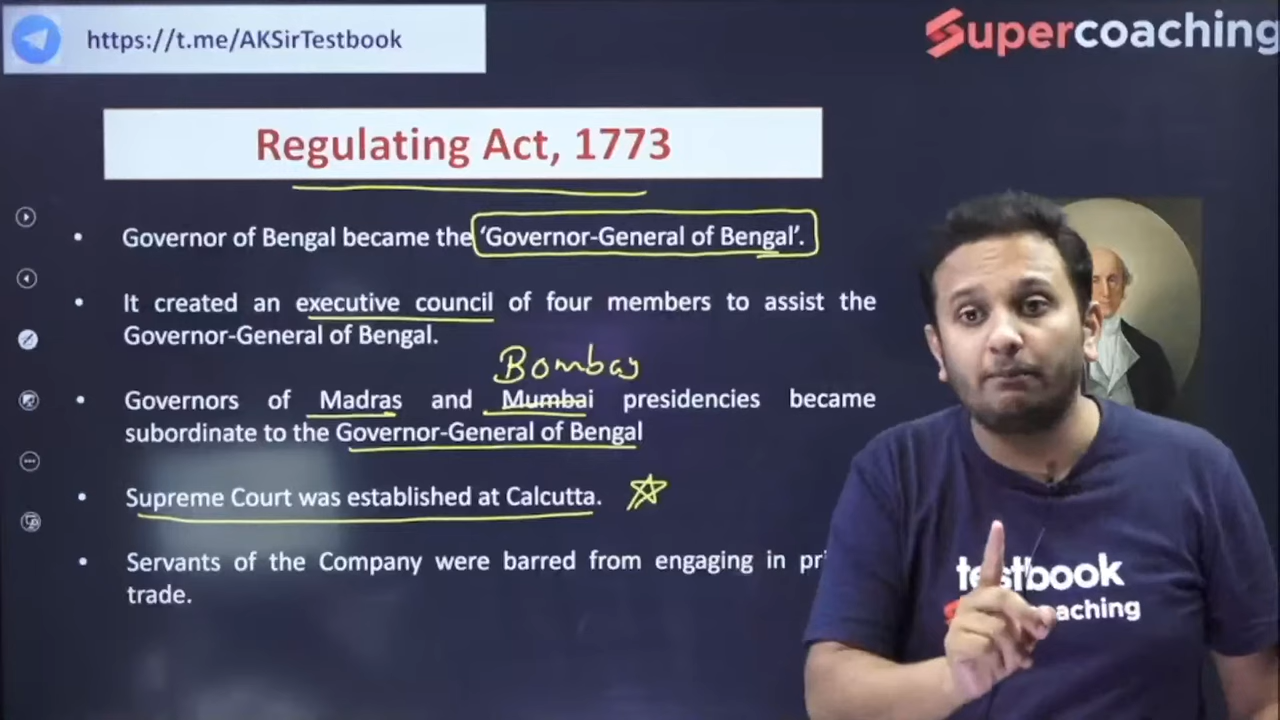 https://t.me/AKSirTestbook
Supercoaching
Regulating Act, 1773
• Governor of Bengal became the 'Governor-General of Bengal'.
• It created an executive council of four members to assist the
Governor-General of Bengal.
Bombay
• Governors of Madras and Mumbai presidencies became
subordinate to the Governor-General of Bengal
• Supreme Court was established at Calcutta.
• Servants of the Company were barred from engaging in pri
trade.
testbook
coaching